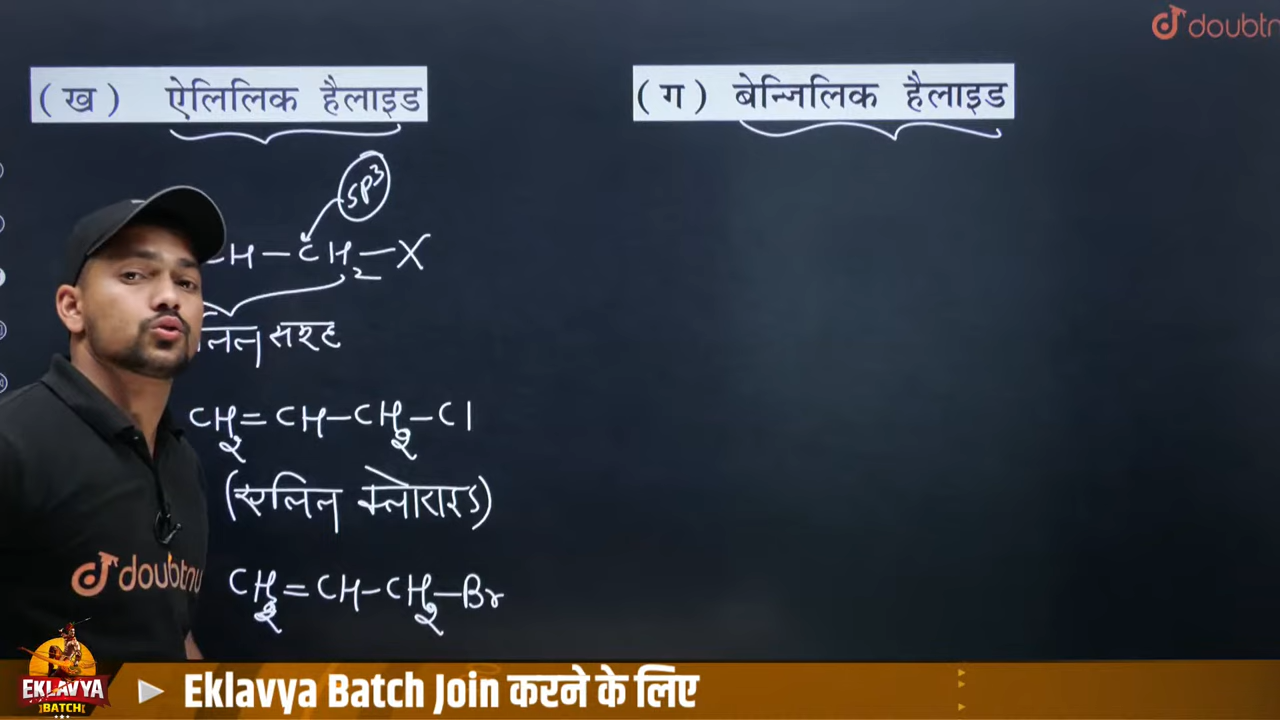 doubtn
( ख ) ऐलिलिक हैलाइड
( ग ) बेन्जिलिक हैलाइड
sp³
CH-CH₂-X
लिल समूह
CH₂=CH-CH₂-Cl
(एलिल क्लोराइड)
CH₂=CH-CH₂-Br
doubtnu
EKLAVYA
BATCH
Eklavya Batch Join करने के लिए